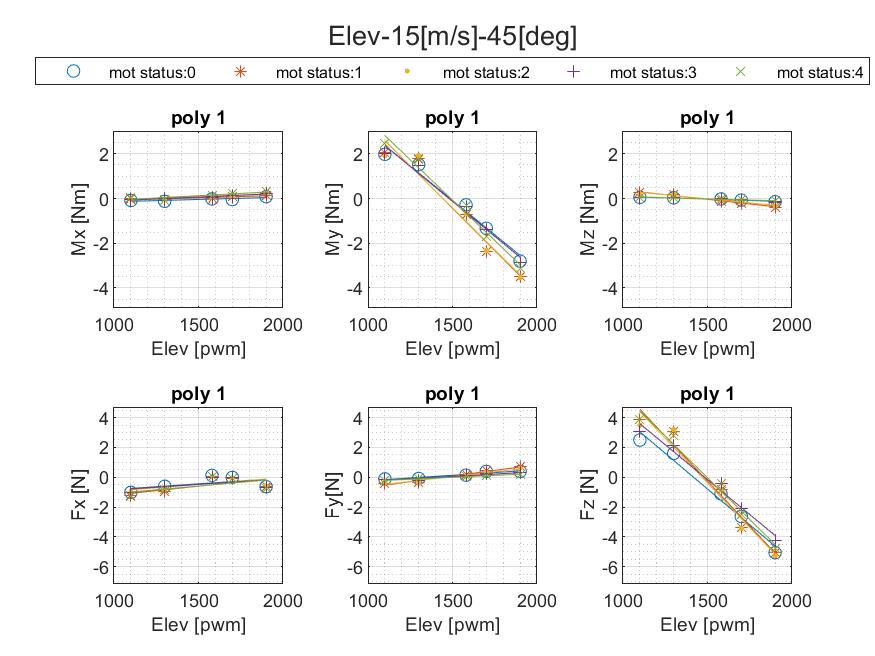 Elev-15[m/s]-45[deg]
mot status:0 mot status:1 mot status:2 mot status:3 mot status:4
poly 1 poly 1 poly 1
2 2 2
0 0 0
-2 -2 -2
-4 -4 -4
Mx [Nm] My [Nm] Mz [Nm]
1000 1500 2000 1000 1500 2000 1000 1500 2000
Elev [pwm] Elev [pwm] Elev [pwm]
poly 1 poly 1 poly 1
4 4 4
2 2 2
0 0 0
-2 -2 -2
-4 -4 -4
-6 -6 -6
Fx [N] Fy[N] Fz [N]
1000 1500 2000 1000 1500 2000 1000 1500 2000
Elev [pwm] Elev [pwm] Elev [pwm]